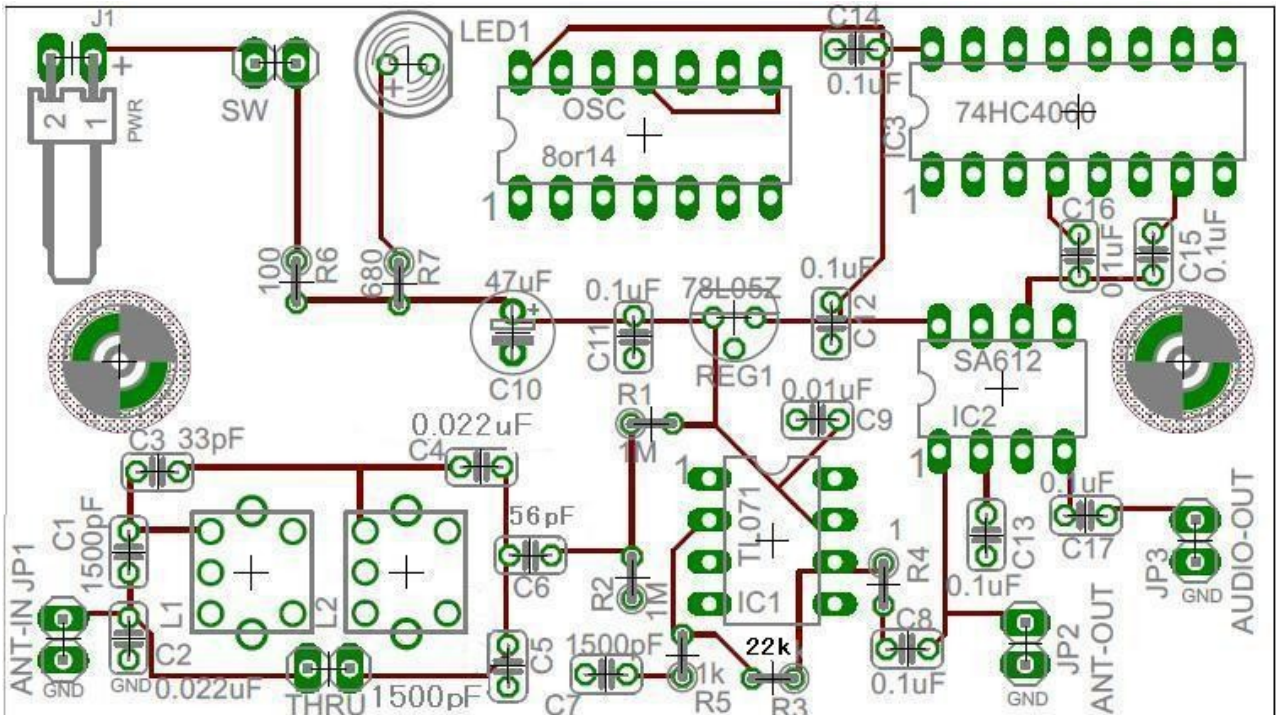 J1
+
2 1
PWR
SW
LED1
+
OSC
8or14
1
C14
0.1uF
74HC4060
IC3
1
C16
0.1uF
C15
0.1uF
100
R6
680
R7
47uF
+
C10
0.1uF
C11
78L05Z
REG1
0.1uF
C12
SA612
IC2
1
R1
1M
0.01uF
C9
C3
33pF
0.022uF
C4
C1
1500pF
56pF
C6
R2
1M
1
TL071
IC1
1
R4
0.1uF
C13
0.1uF
C17
JP3
GND
AUDIO-OUT
ANT-IN JP1
GND
C2
GND
0.022uF
L1
L2
THRU
1500pF
C5
1500pF
C7
1k
R5
22k
R3
C8
0.1uF
JP2
GND
ANT-OUT